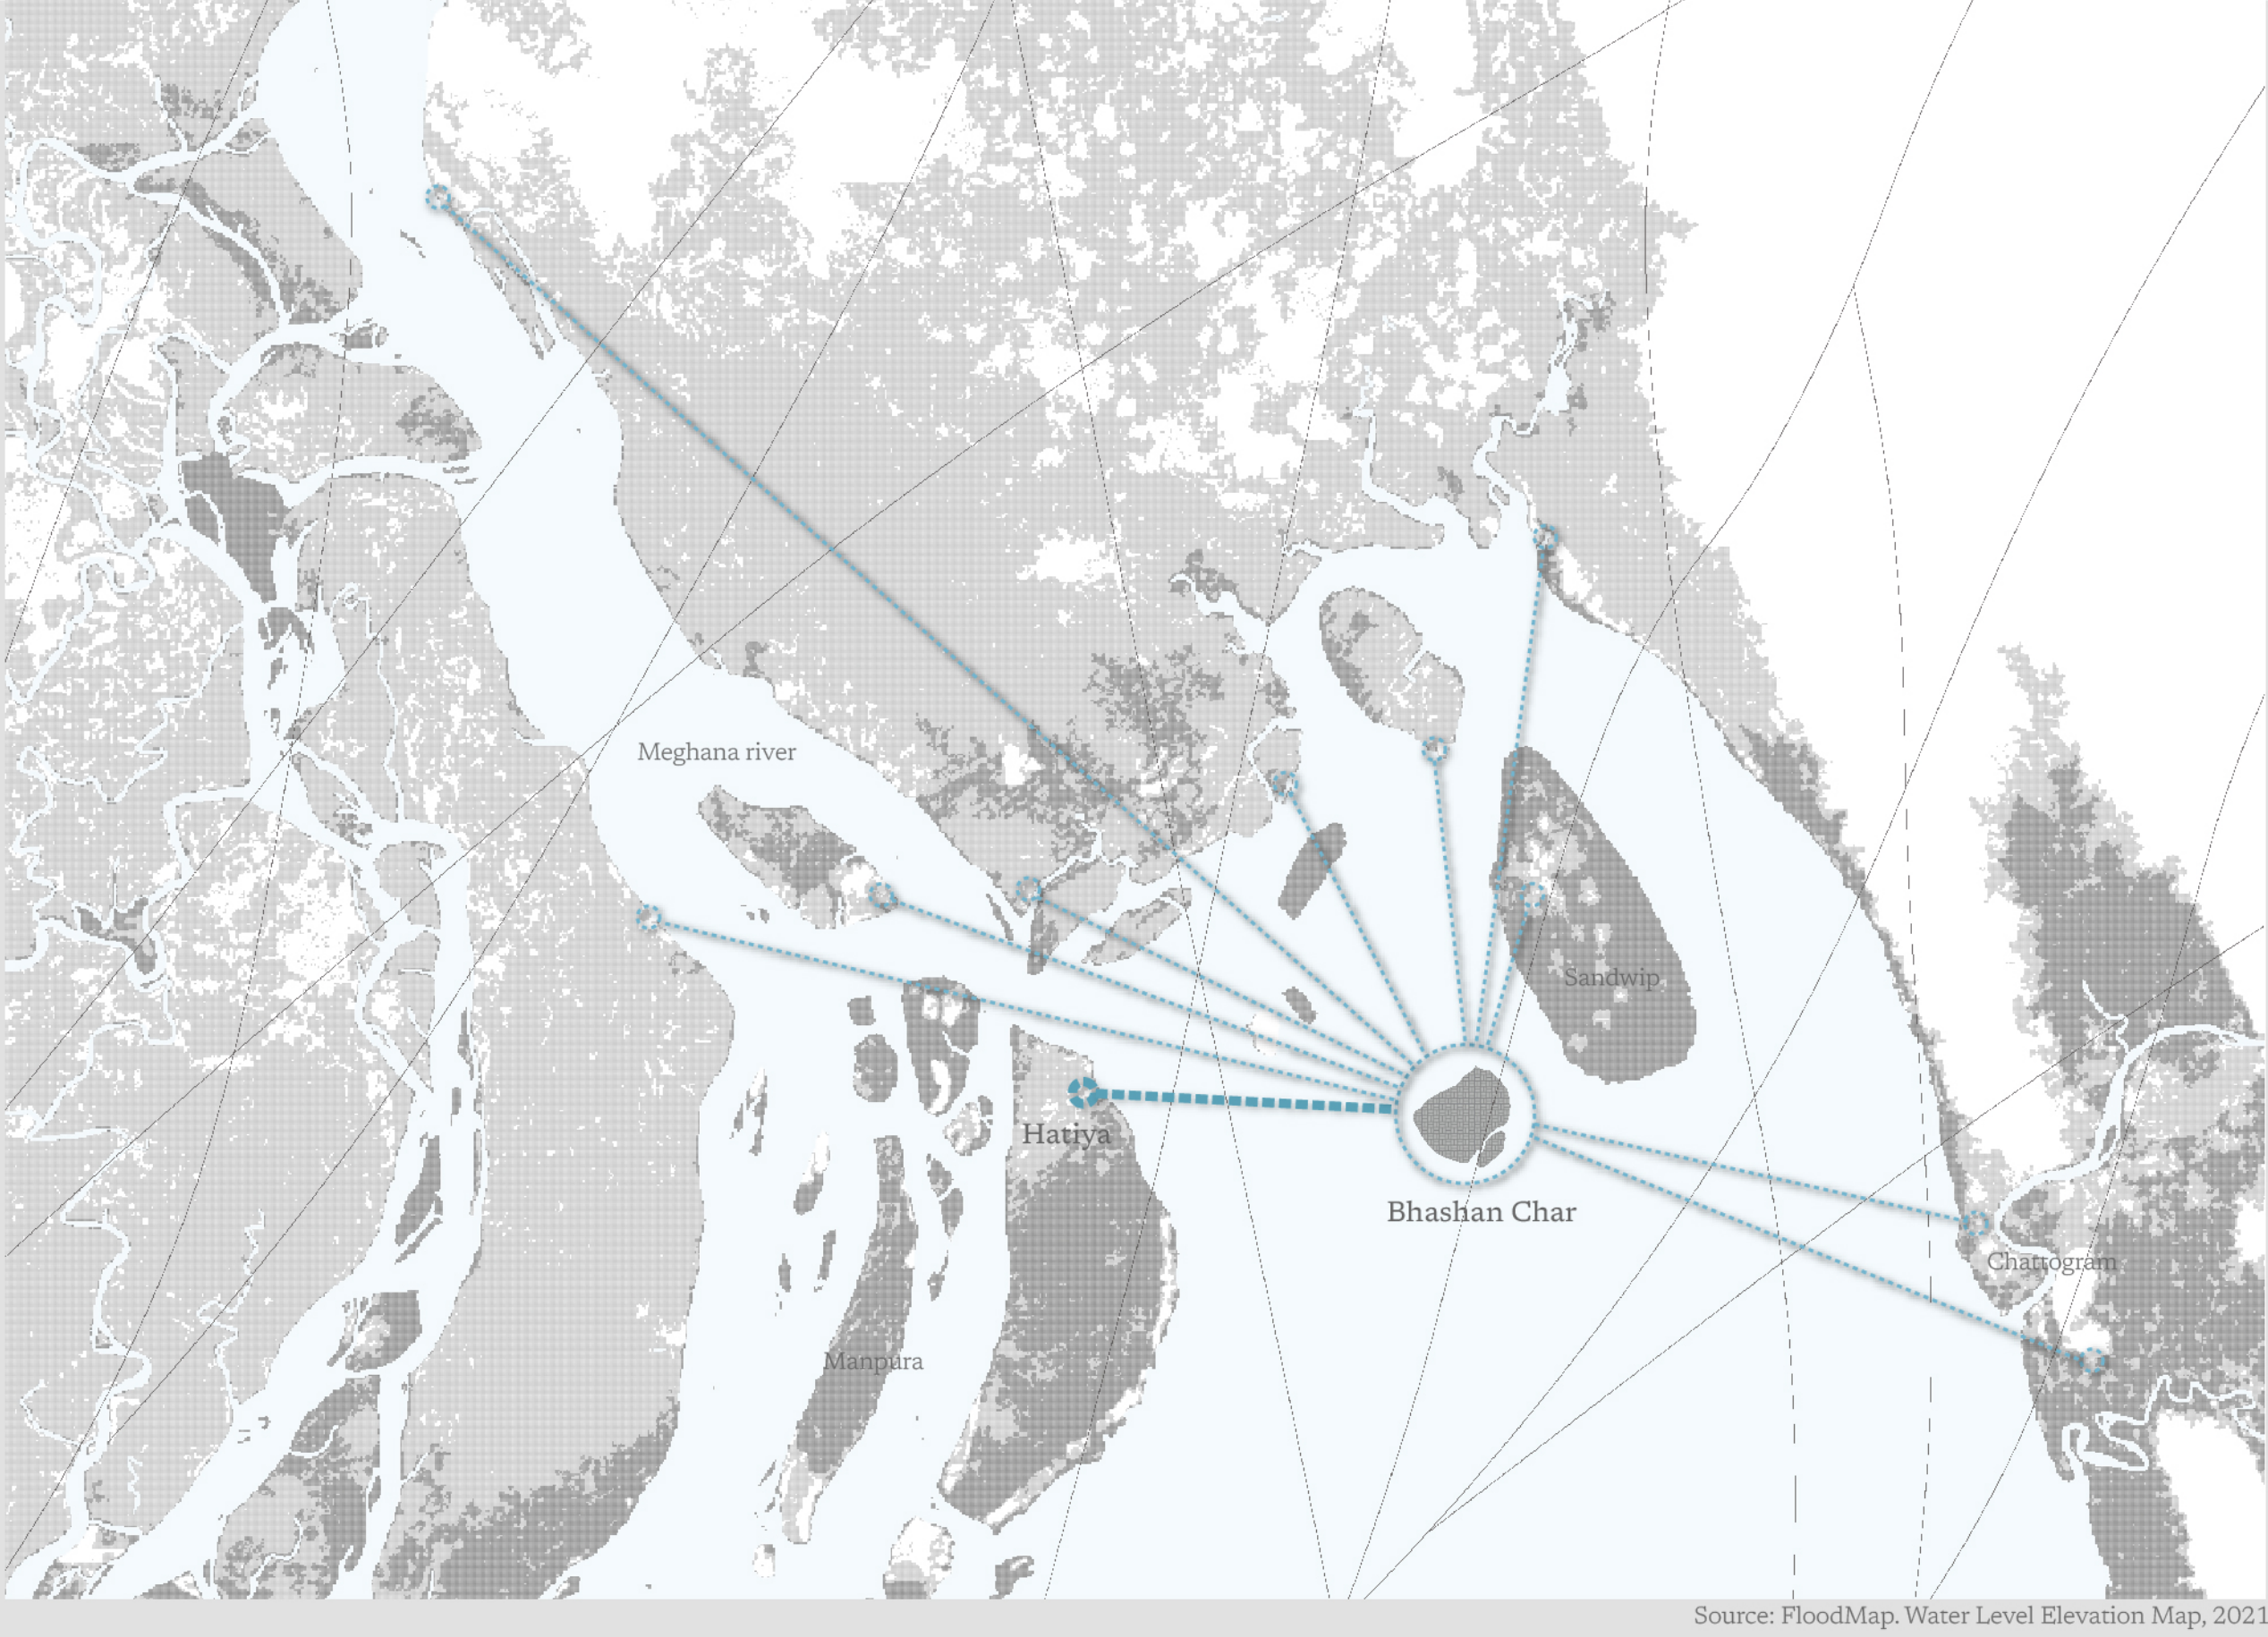 Meghana river
Sandwip
Hatiya
Bhashan Char
Chattogram
Manpura
Source: FloodMap. Water Level Elevation Map, 2021